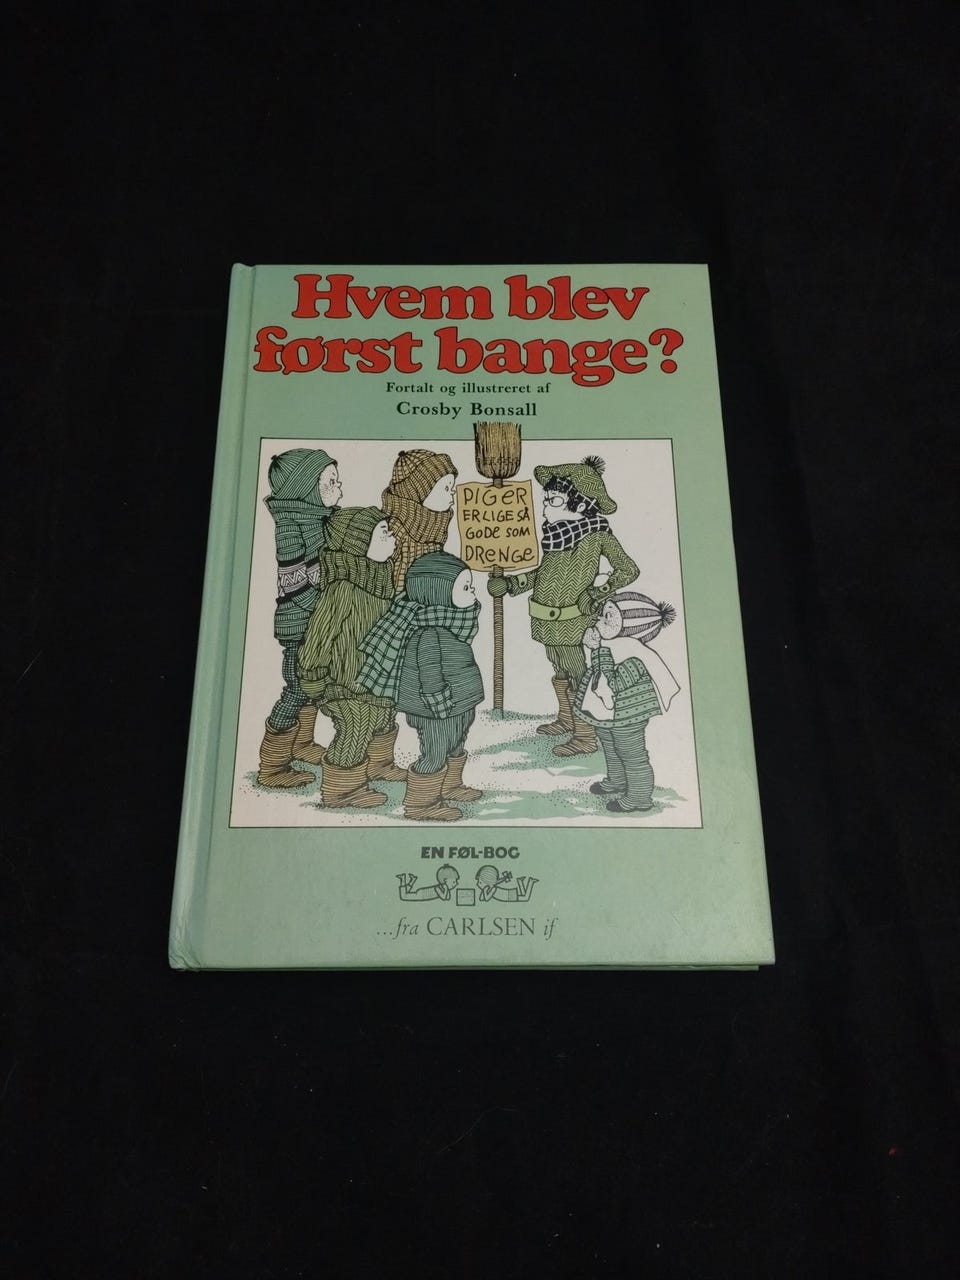 Hvem blev
først bange?
Fortalt og illustreret af
Crosby Bonsall
PIGER
ER LIGE SÅ
GODE SOM
DRENGE
EN FØL-BOG
...fra CARLSEN if